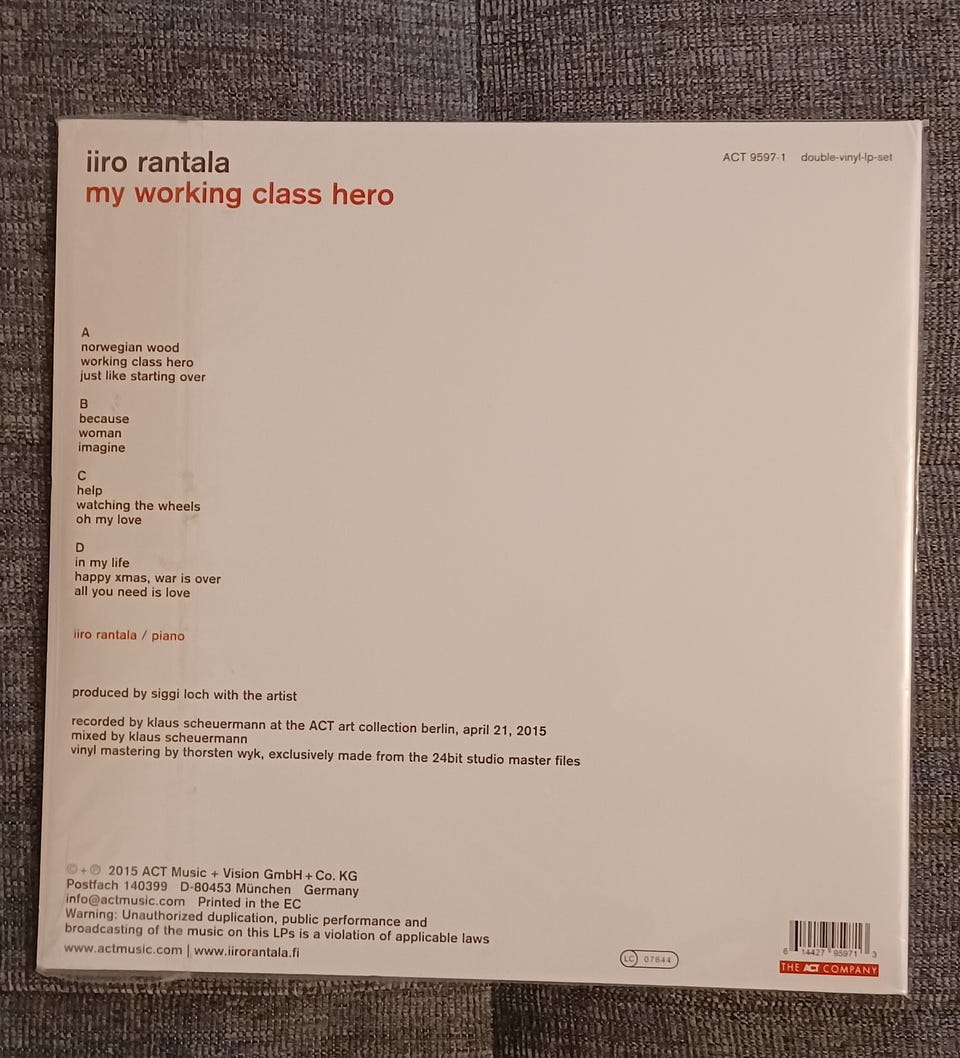 iiro rantala
my working class hero
ACT 9597-1 double-vinyl-lp-set
A
norwegian wood
working class hero
just like starting over
B
because
woman
imagine
C
help
watching the wheels
oh my love
D
in my life
happy xmas, war is over
all you need is love
iiro rantala / piano
produced by siggi loch with the artist
recorded by klaus scheuermann at the ACT art collection berlin, april 21, 2015
mixed by klaus scheuermann
vinyl mastering by thorsten wyk, exclusively made from the 24bit studio master files
©+℗ 2015 ACT Music + Vision GmbH + Co. KG
Postfach 140399 D-80453 München Germany
info@actmusic.com Printed in the EC
Warning: Unauthorized duplication, public performance and
broadcasting of the music on this LPs is a violation of applicable laws
www.actmusic.com | www.iirorantala.fi
LC 07644
6 14427 95971 3
THE ACT COMPANY